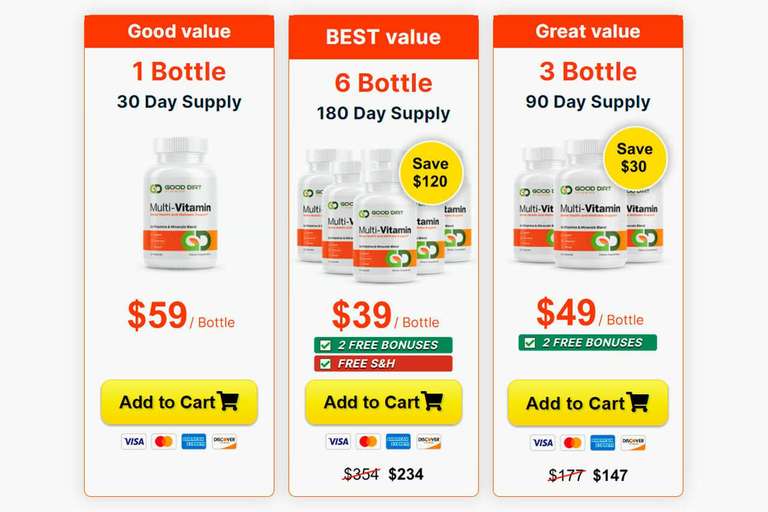 Good value
1 Bottle
30 Day Supply
GOOD DIRT
Multi-Vitamin
$59 / Bottle
Add to Cart
VISA
DISCOVER
BEST value
6 Bottle
180 Day Supply
Save
$120
GOOD DIRT
Multi-Vitamin
$39 / Bottle
2 FREE BONUSES
FREE S&H
Add to Cart
VISA
DISCOVER
$354 $234
Great value
3 Bottle
90 Day Supply
Save
$30
GOOD DIRT
Multi-Vitamin
$49 / Bottle
2 FREE BONUSES
Add to Cart
VISA
DISCOVER
$177 $147